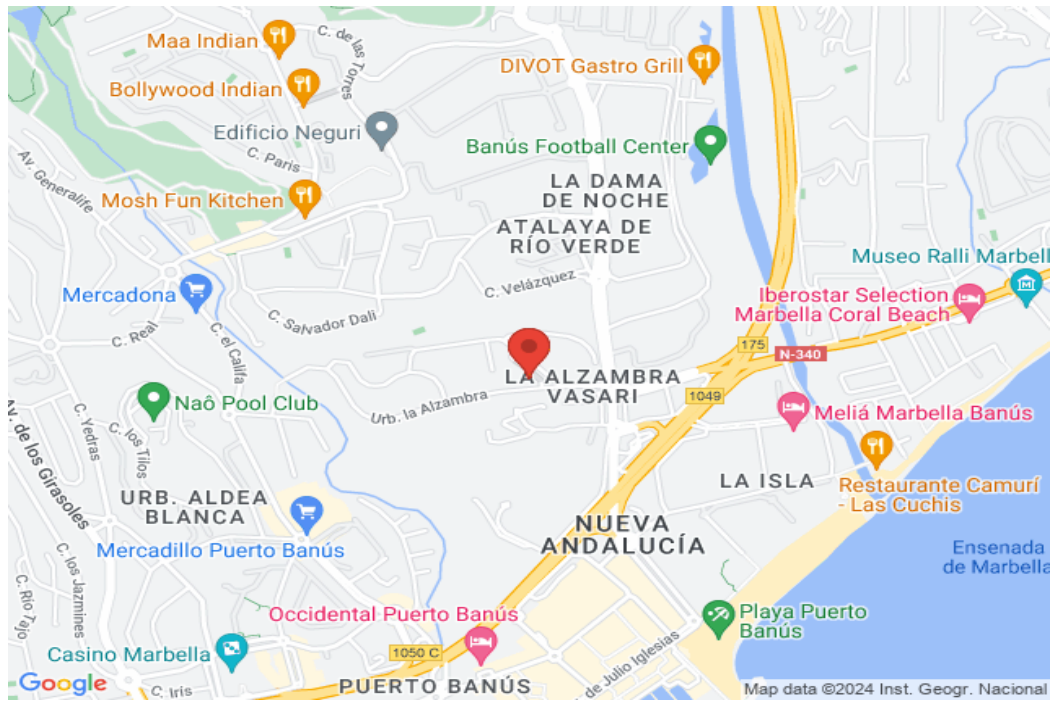 Maa Indian
C. de las Torres
DIVOT Gastro Grill
Bollywood Indian
Edificio Neguri
Banús Football Center
C. París
Av. Generalife
LA DAMA
DE NOCHE
Mosh Fun Kitchen
ATALAYA DE
RÍO VERDE
Museo Ralli Marbell
C. Velázquez
Mercadona
Iberostar Selection
Marbella Coral Beach
C. Salvador Dalí
C. Real
C. el Califa
175
N-340
LA ALZAMBRA
VASARI
1049
Naô Pool Club
Urb. la Alzambra
Meliá Marbella Banús
C. Yedras
C. los Tilos
Av. de los Girasoles
LA ISLA
Restaurante Camurí
- Las Cuchis
URB. ALDEA
BLANCA
NUEVA
ANDALUCÍA
Mercadillo Puerto Banús
Ensenada
de Marbella
C. los Jazmines
C. Río Tajo
Occidental Puerto Banús
Playa Puerto
Banús
Casino Marbella
1050 C
de Julio Iglesias
Google
C. Iris
PUERTO BANÚS
Map data ©2024 Inst. Geogr. Nacional